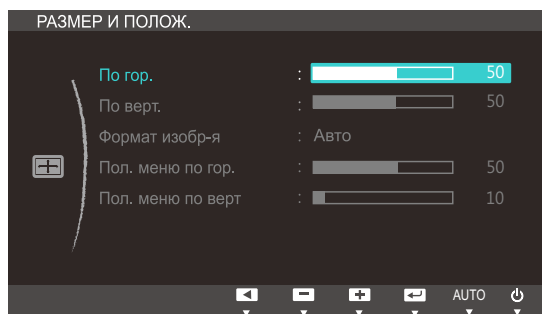 РАЗМЕР И ПОЛОЖ.
По гор. : 50
По верт. : 50
Формат изобр-я : Авто
Пол. меню по гор. : 50
Пол. меню по верт : 10
AUTO